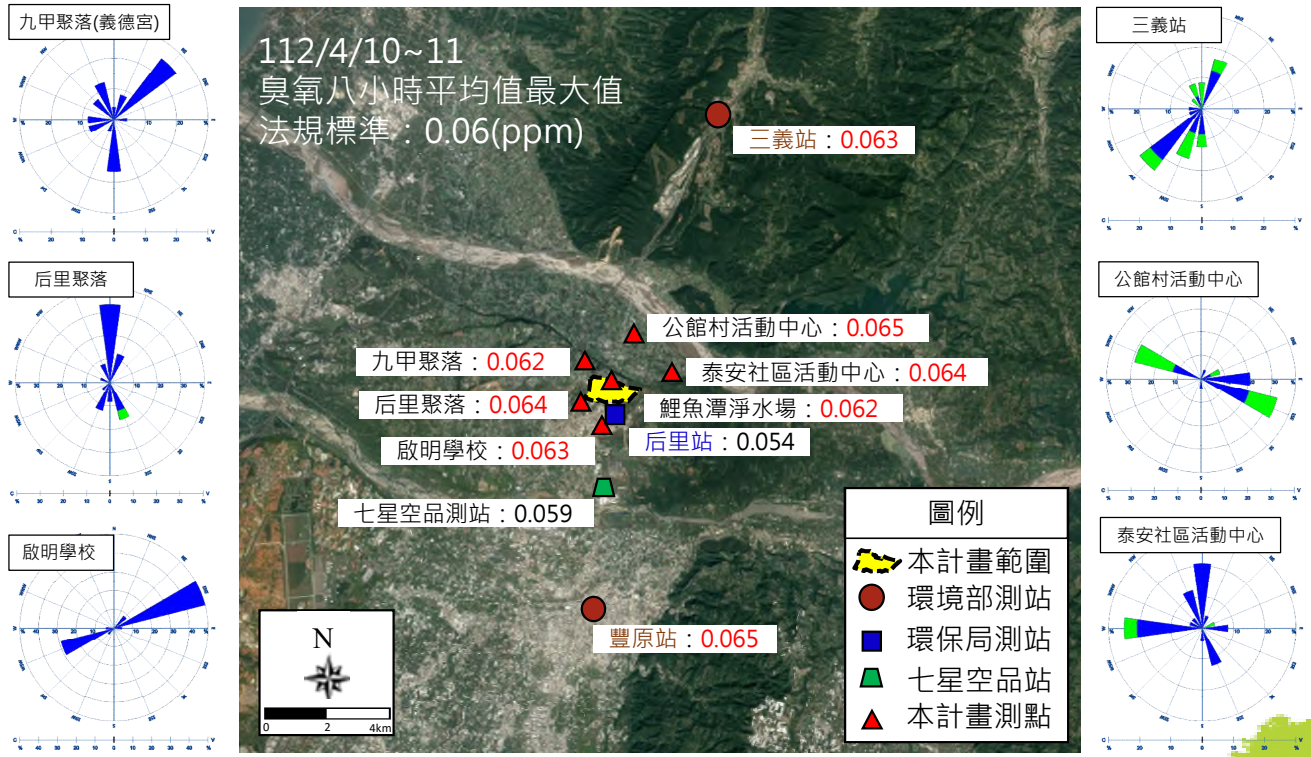 九甲聚落(義德宮)
后里聚落
啟明學校
112/4/10~11
臭氧八小時平均值最大值
法規標準：0.06(ppm)
三義站：0.063
公館村活動中心：0.065
九甲聚落：0.062
泰安社區活動中心：0.064
后里聚落：0.064
鯉魚潭淨水場：0.062
啟明學校：0.063
后里站：0.054
七星空品測站：0.059
豐原站：0.065
N
0 2 4km
圖例
本計畫範圍
環境部測站
環保局測站
七星空品站
本計畫測點
三義站
公館村活動中心
泰安社區活動中心